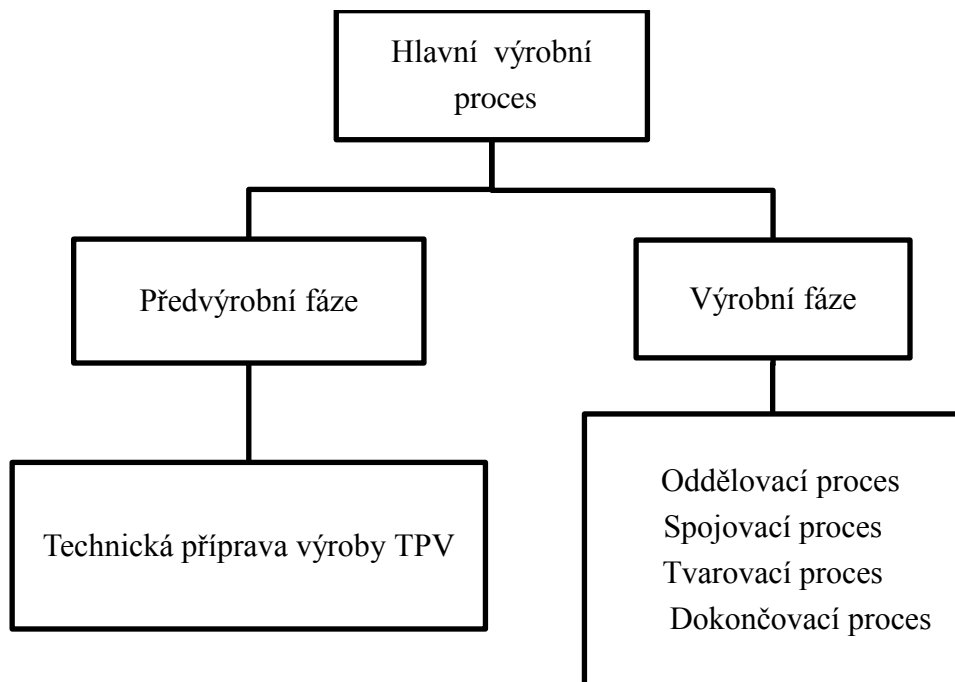 Hlavní výrobní
proces
Předvýrobní fáze
Výrobní fáze
Technická příprava výroby TPV
Oddělovací proces
Spojovací proces
Tvarovací proces
Dokončovací proces